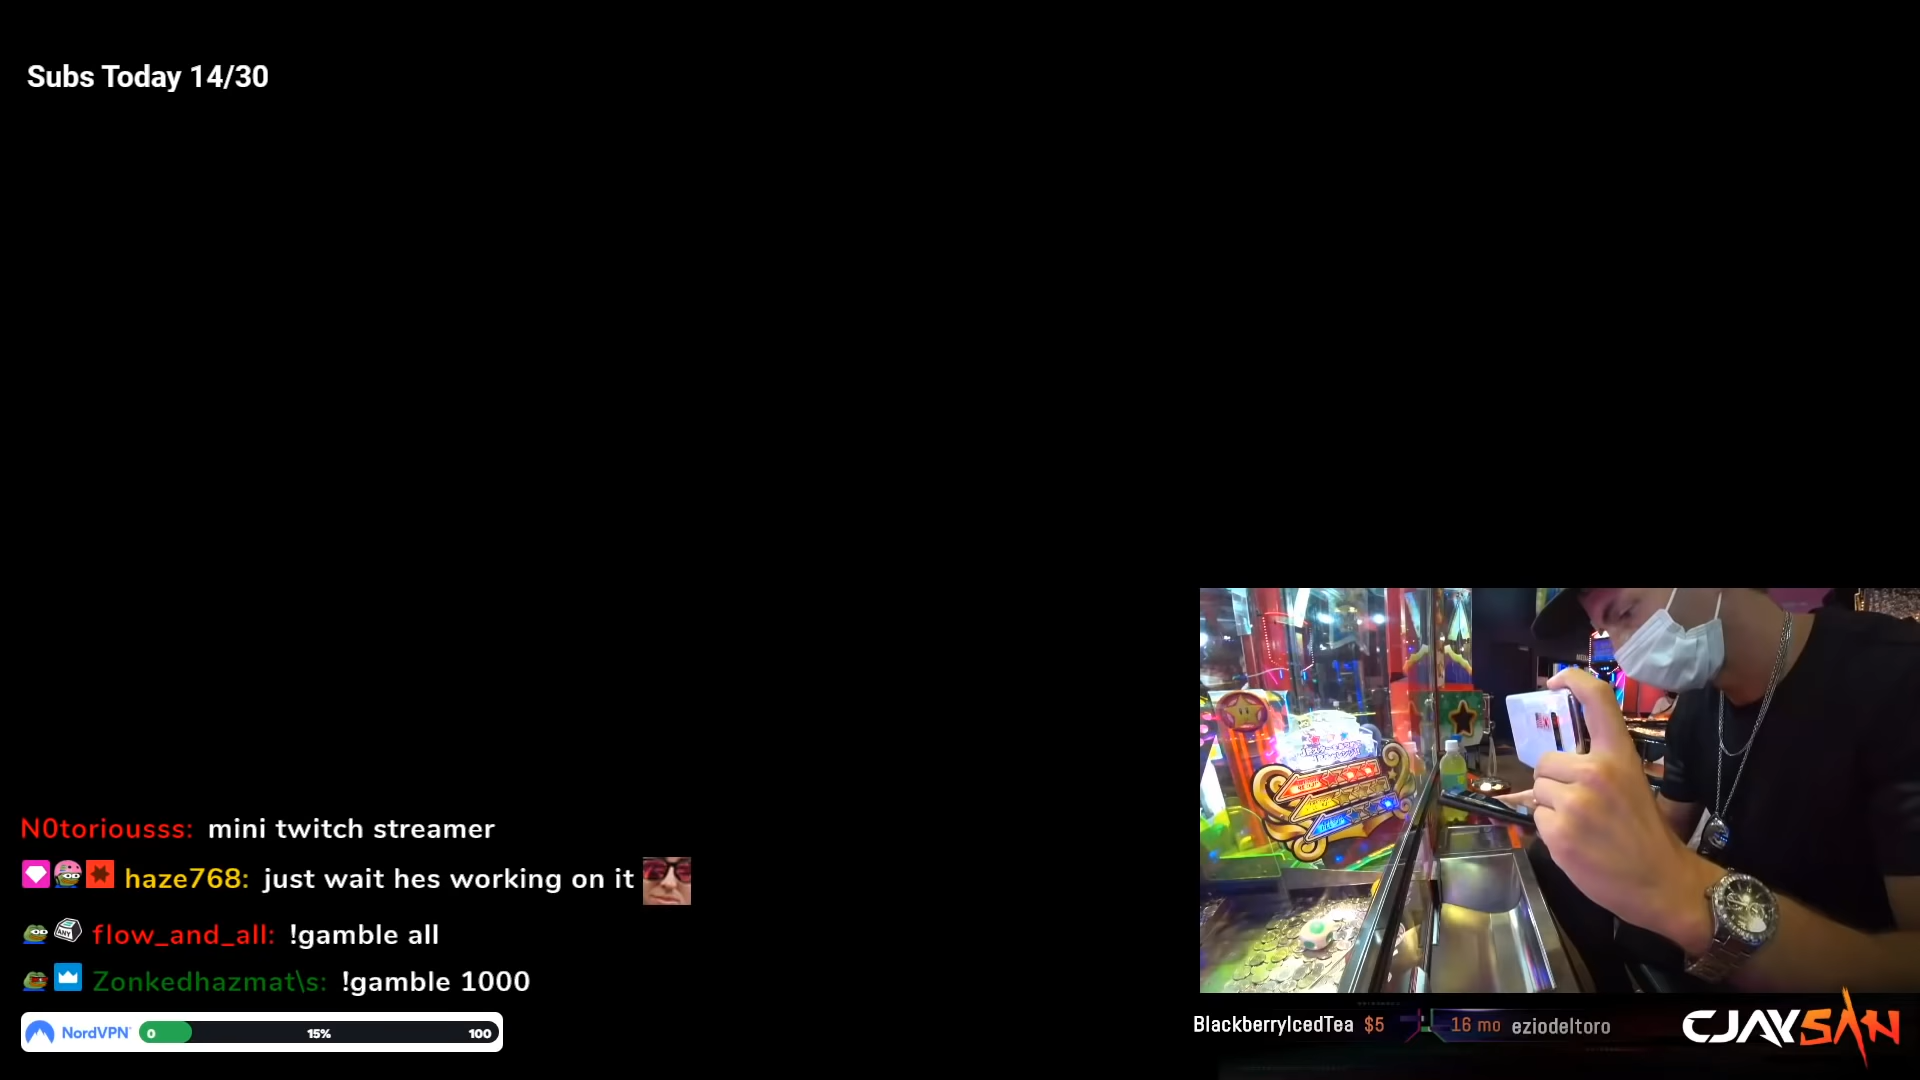 Subs Today 14/30
N0toriousss: mini twitch streamer
haze768: just wait hes working on it
ANY
flow_and_all: !gamble all
Zonkedhazmat\s: !gamble 1000
NordVPN 0 15% 100
BlackberryIcedTea $5 16 mo eziodeltoro
CJAYSAN